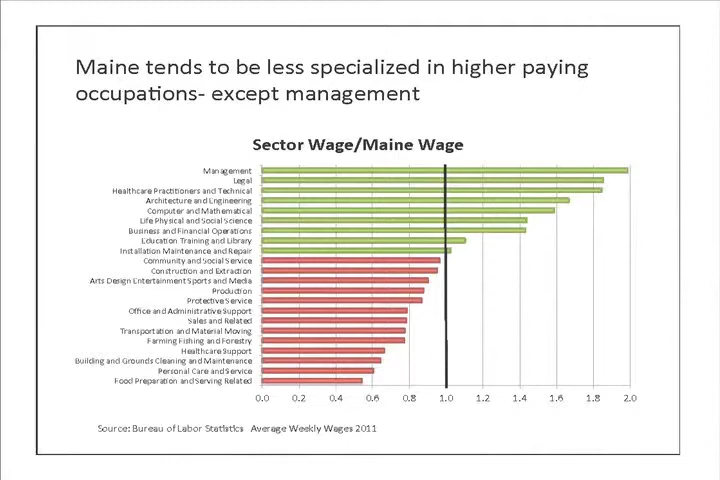 Maine tends to be less specialized in higher paying
occupations- except management
Sector Wage/Maine Wage
Management
Legal
Healthcare Practitioners and Technical
Architecture and Engineering
Computer and Mathematical
Life Physical and Social Science
Business and Financial Operations
Education Training and Library
Installation Maintenance and Repair
Community and Social Service
Construction and Extraction
Arts Design Entertainment Sports and Media
Production
Protective Service
Office and Administrative Support
Sales and Related
Transportation and Material Moving
Farming Fishing and Forestry
Healthcare Support
Building and Grounds Cleaning and Maintenance
Personal Care and Service
Food Preparation and Serving Related
0.0 0.2 0.4 0.6 0.8 1.0 1.2 1.4 1.6 1.8 2.0
Source: Bureau of Labor Statistics Average Weekly Wages 2011